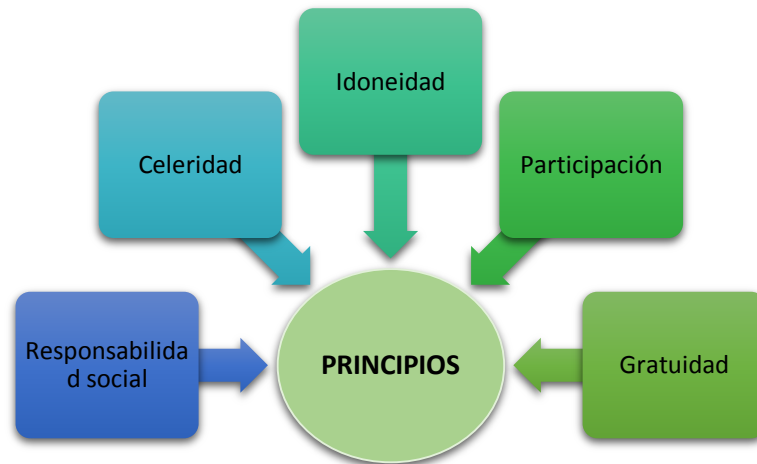 Idoneidad
Celeridad
Participación
Responsabilida
d social
PRINCIPIOS
Gratuidad